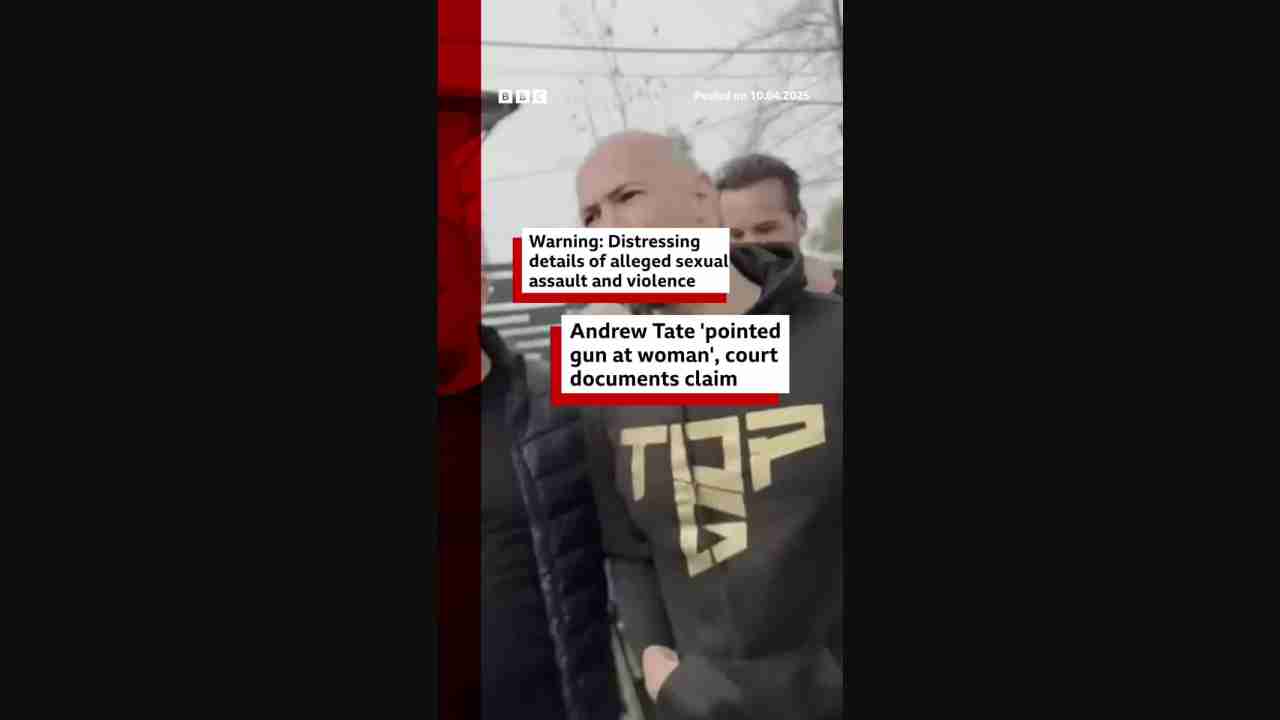 BBC
Posted on 10.04.2025
Warning: Distressing
details of alleged sexual
assault and violence
Andrew Tate 'pointed
gun at woman', court
documents claim
TOP
G